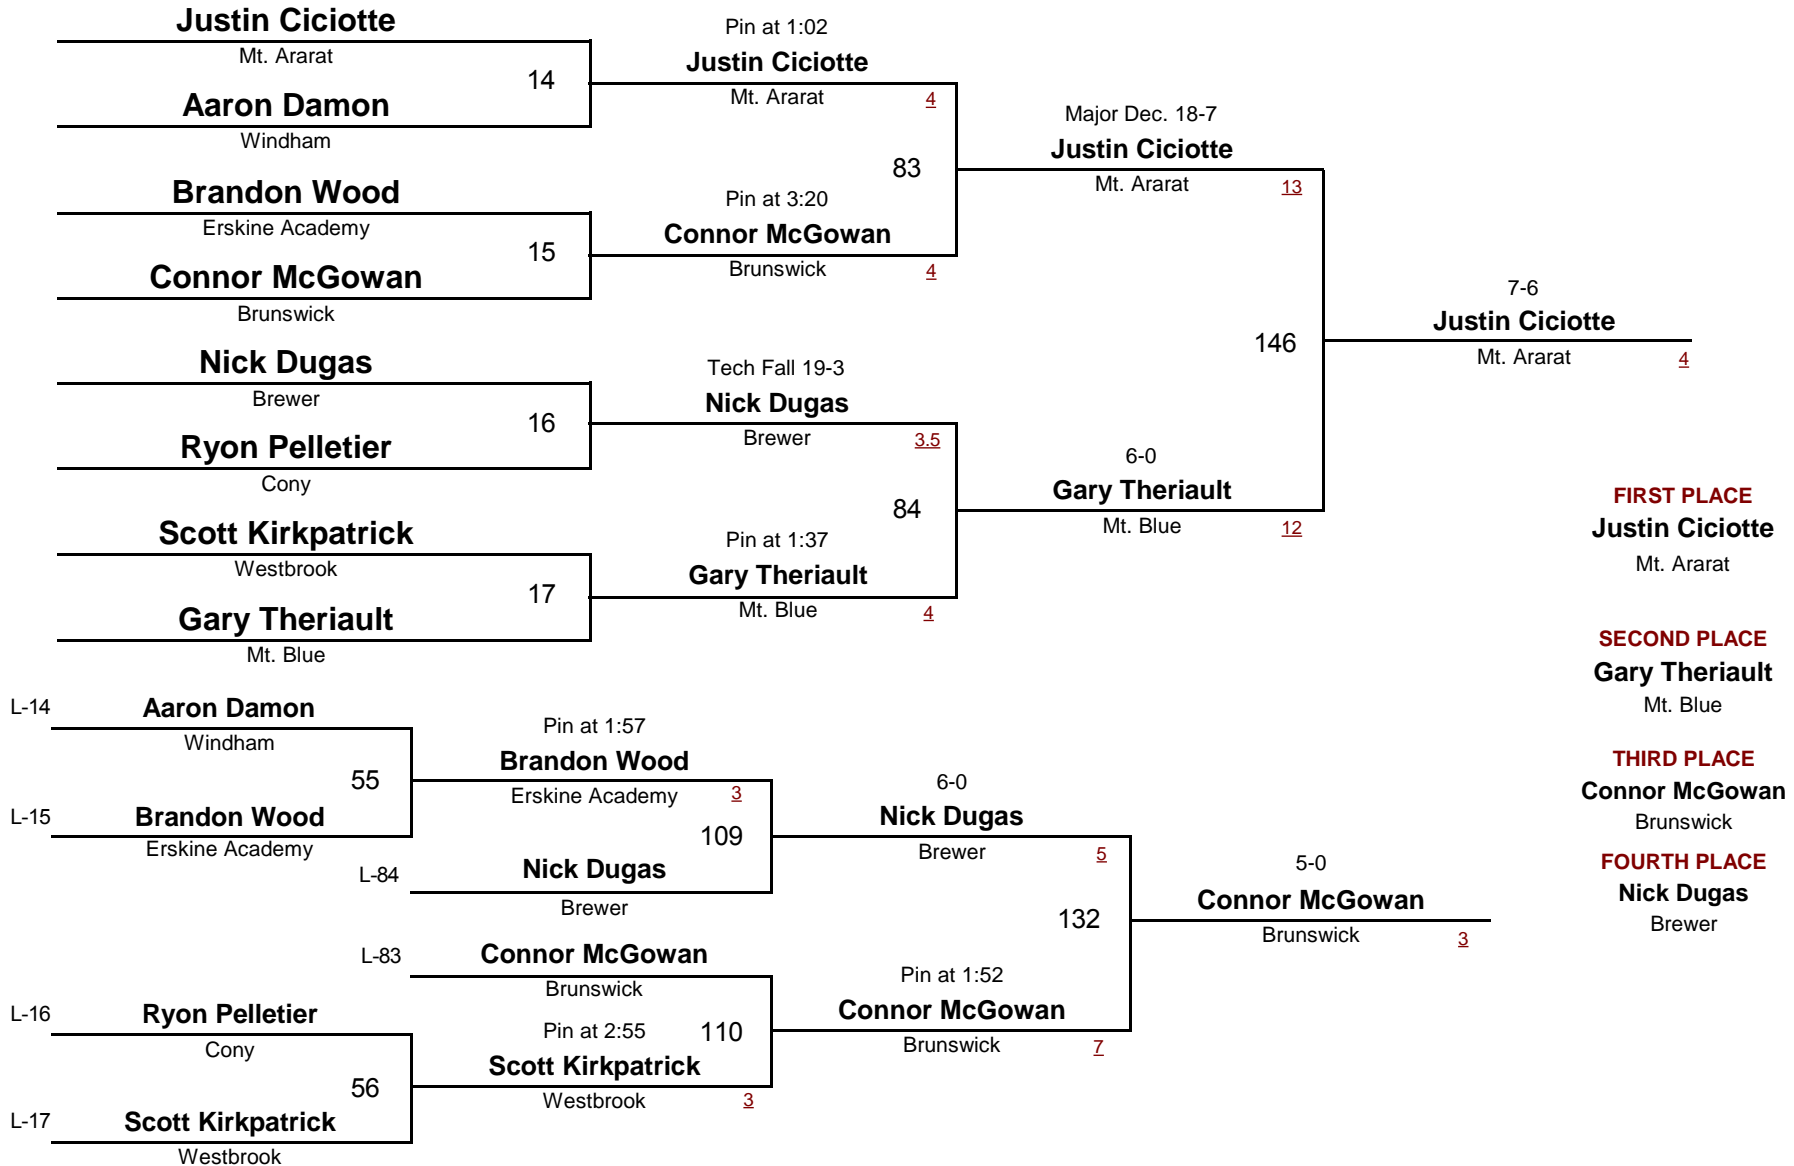 Justin Ciciotte
Mt. Ararat
14
Aaron Damon
Windham
Brandon Wood
Erskine Academy
15
Connor McGowan
Brunswick
Nick Dugas
Brewer
16
Ryon Pelletier
Cony
Scott Kirkpatrick
Westbrook
17
Gary Theriault
Mt. Blue
Pin at 1:02
Justin Ciciotte
Mt. Ararat 4
83
Pin at 3:20
Connor McGowan
Brunswick 4
Tech Fall 19-3
Nick Dugas
Brewer 3.5
84
Pin at 1:37
Gary Theriault
Mt. Blue 4
Major Dec. 18-7
Justin Ciciotte
Mt. Ararat 13
146
6-0
Gary Theriault
Mt. Blue 12
7-6
Justin Ciciotte
Mt. Ararat 4
FIRST PLACE
Justin Ciciotte
Mt. Ararat
SECOND PLACE
Gary Theriault
Mt. Blue
THIRD PLACE
Connor McGowan
Brunswick
FOURTH PLACE
Nick Dugas
Brewer
L-14 Aaron Damon
Windham
55
L-15 Brandon Wood
Erskine Academy
Pin at 1:57
Brandon Wood
Erskine Academy 3
109
L-84 Nick Dugas
Brewer
L-83 Connor McGowan
Brunswick
L-16 Ryon Pelletier
Cony
56
L-17 Scott Kirkpatrick
Westbrook
Pin at 2:55 110
Scott Kirkpatrick
Westbrook 3
6-0
Nick Dugas
Brewer 5
132
Pin at 1:52
Connor McGowan
Brunswick 7
5-0
Connor McGowan
Brunswick 3